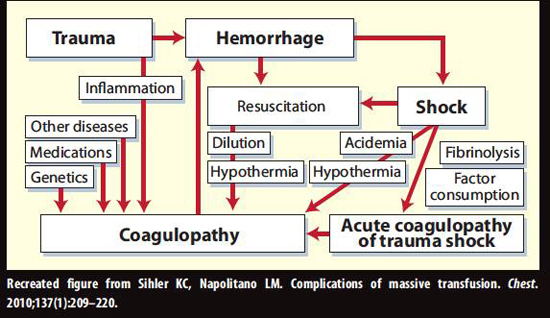 Trauma
Hemorrhage
Inflammation
Resuscitation
Shock
Other diseases
Medications
Genetics
Dilution
Hypothermia
Acidemia
Hypothermia
Fibrinolysis
Factor
consumption
Coagulopathy
Acute coagulopathy
of trauma shock
Recreated figure from Sihler KC, Napolitano LM. Complications of massive transfusion. Chest.
2010;137(1):209–220.